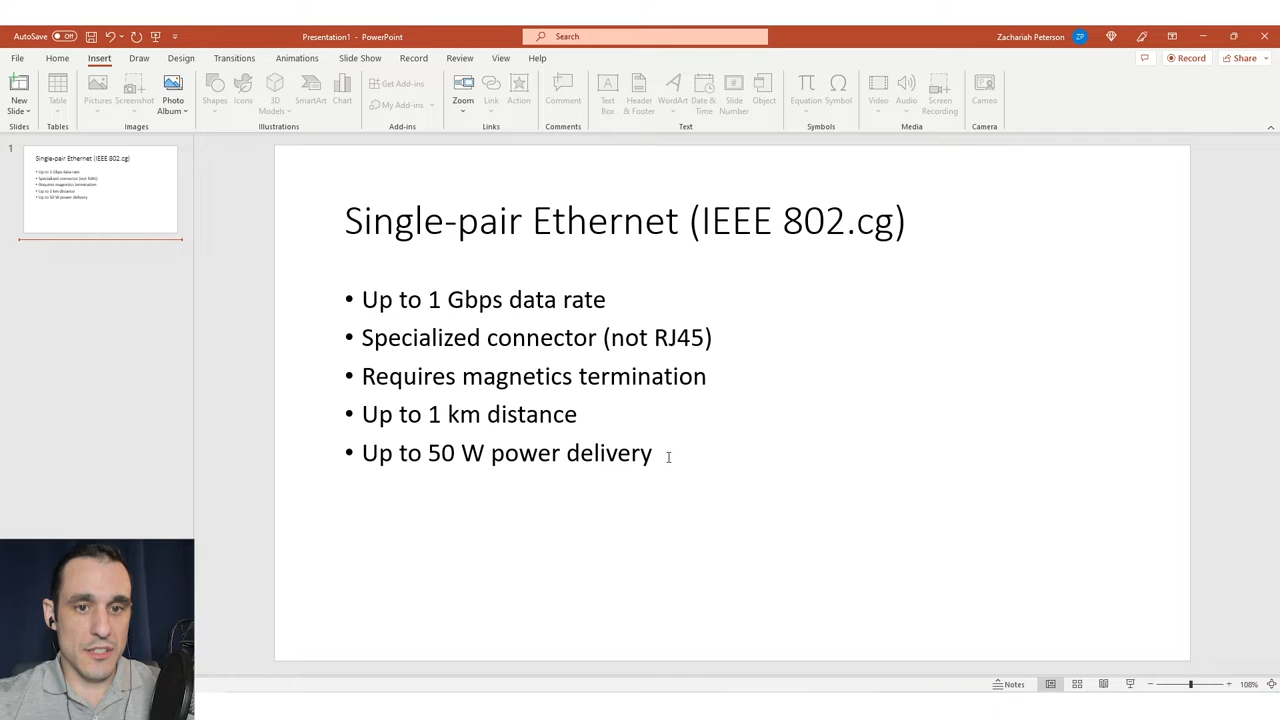 AutoSave Off
Presentation1 - PowerPoint
Search
Zachariah Peterson ZP
File Home Insert Draw Design Transitions Animations Slide Show Record Review View Help
Record Share
New Slide
Table
Pictures
Screenshot
Photo Album
Shapes
Icons
3D Models
SmartArt
Chart
Get Add-ins
My Add-ins
Zoom
Link
Action
Comment
Text Box
Header & Footer
WordArt
Date & Time
Slide Number
Object
Equation
Symbol
Video
Audio
Screen Recording
Cameo
Slides Tables Images Illustrations Add-ins Links Comments Text Symbols Media Camera
1
Single-pair Ethernet (IEEE 802.cg)
• Up to 1 Gbps data rate
• Specialized connector (not RJ45)
• Requires magnetics termination
• Up to 1 km distance
• Up to 50 W power delivery
Single-pair Ethernet (IEEE 802.cg)
• Up to 1 Gbps data rate
• Specialized connector (not RJ45)
• Requires magnetics termination
• Up to 1 km distance
• Up to 50 W power delivery
Notes
108%